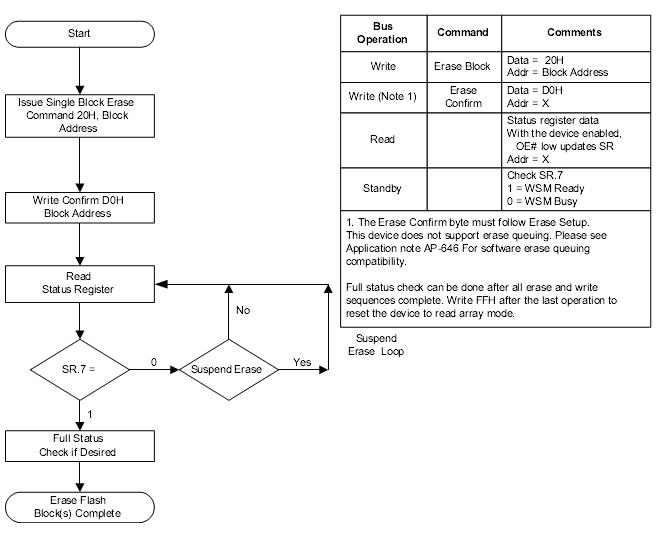 Start
Issue Single Block Erase
Command 20H, Block
Address
Write Confirm D0H
Block Address
Read
Status Register
No
SR.7 =
0
Suspend Erase
Yes
Suspend
Erase Loop
1
Full Status
Check if Desired
Erase Flash
Block(s) Complete
Bus
Operation
Command
Comments
Write
Erase Block
Data = 20H
Addr = Block Address
Write (Note 1)
Erase
Confirm
Data = D0H
Addr = X
Read
Status register data
With the device enabled,
OE# low updates SR
Addr = X
Standby
Check SR.7
1 = WSM Ready
0 = WSM Busy
1. The Erase Confirm byte must follow Erase Setup.
This device does not support erase queuing. Please see
Application note AP-646 For software erase queuing
compatibility.
Full status check can be done after all erase and write
sequences complete. Write FFH after the last operation to
reset the device to read array mode.